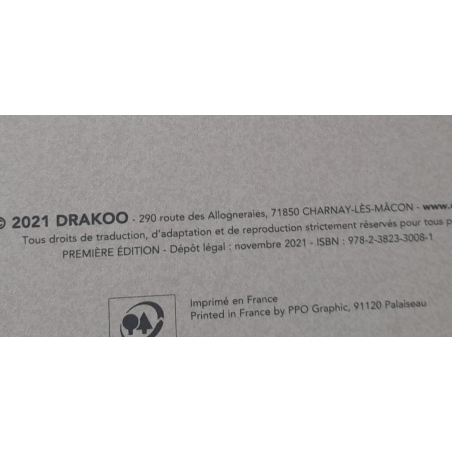 © 2021 DRAKOO - 290 route des Allogneraies, 71850 CHARNAY-LÈS-MÂCON - www.
Tous droits de traduction, d'adaptation et de reproduction strictement réservés pour tous p
PREMIÈRE ÉDITION - Dépôt légal : novembre 2021 - ISBN : 978-2-3823-3008-1
Imprimé en France
Printed in France by PPO Graphic, 91120 Palaiseau